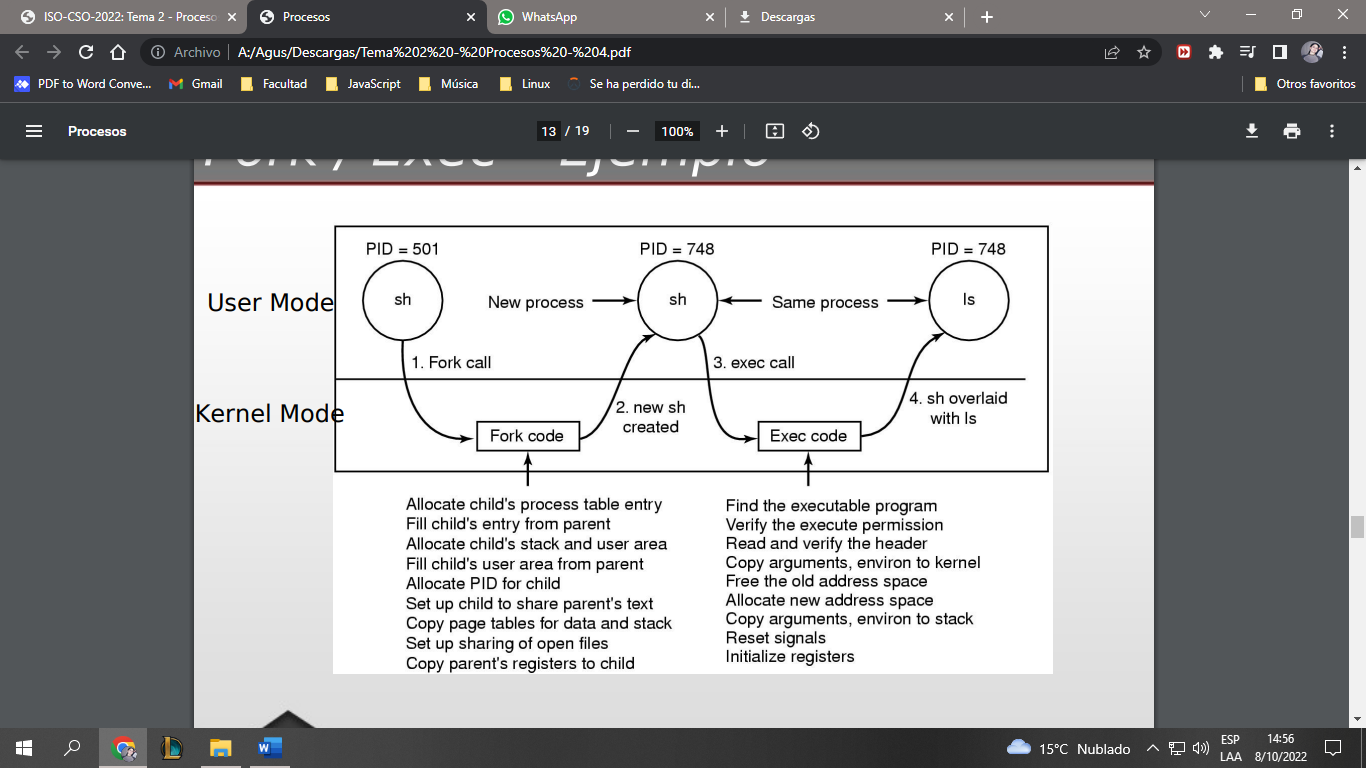 ISO-CSO-2022: Tema 2 - Proceso
Procesos
WhatsApp
Descargas
Archivo
A:/Agus/Descargas/Tema%202%20-%20Procesos%20-%204.pdf
PDF to Word Conve...
Gmail
Facultad
JavaScript
Música
Linux
Se ha perdido tu di...
Otros favoritos
Procesos
13 / 19
100%
Fork / Exec - Ejemplo
PID = 501
PID = 748
PID = 748
User Mode
sh
New process
sh
Same process
ls
1. Fork call
3. exec call
Kernel Mode
2. new sh
created
4. sh overlaid
with ls
Fork code
Exec code
Allocate child's process table entry
Fill child's entry from parent
Allocate child's stack and user area
Fill child's user area from parent
Allocate PID for child
Set up child to share parent's text
Copy page tables for data and stack
Set up sharing of open files
Copy parent's registers to child
Find the executable program
Verify the execute permission
Read and verify the header
Copy arguments, environ to kernel
Free the old address space
Allocate new address space
Copy arguments, environ to stack
Reset signals
Initialize registers
15°C Nublado
ESP
LAA
14:56
8/10/2022